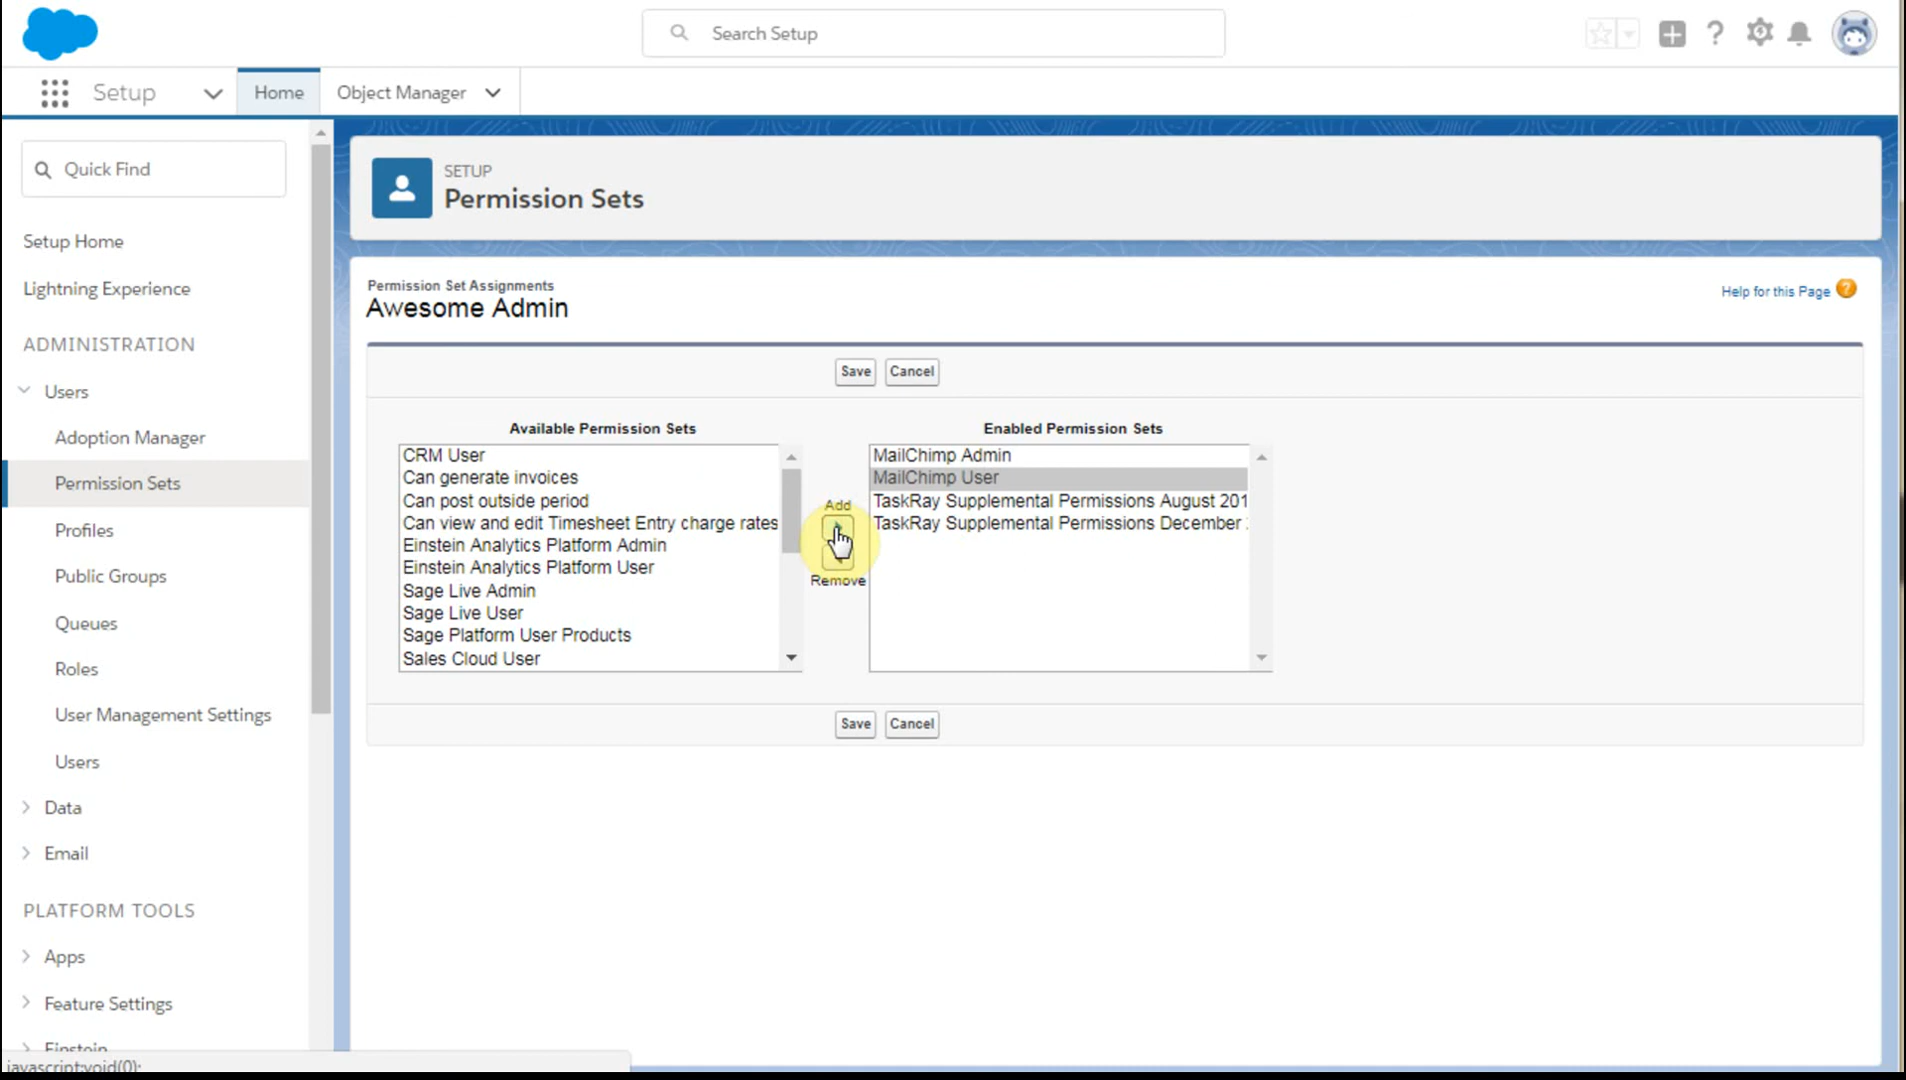 Search Setup
Setup
Home
Object Manager
Quick Find
Setup Home
Lightning Experience
ADMINISTRATION
Users
Adoption Manager
Permission Sets
Profiles
Public Groups
Queues
Roles
User Management Settings
Users
Data
Email
PLATFORM TOOLS
Apps
Feature Settings
Einstein
javascript:void(0);
SETUP
Permission Sets
Permission Set Assignments
Awesome Admin
Help for this Page
Save Cancel
Available Permission Sets
CRM User
Can generate invoices
Can post outside period
Can view and edit Timesheet Entry charge rates
Einstein Analytics Platform Admin
Einstein Analytics Platform User
Sage Live Admin
Sage Live User
Sage Platform User Products
Sales Cloud User
Add
Remove
Enabled Permission Sets
MailChimp Admin
MailChimp User
TaskRay Supplemental Permissions August 201
TaskRay Supplemental Permissions December
Save Cancel